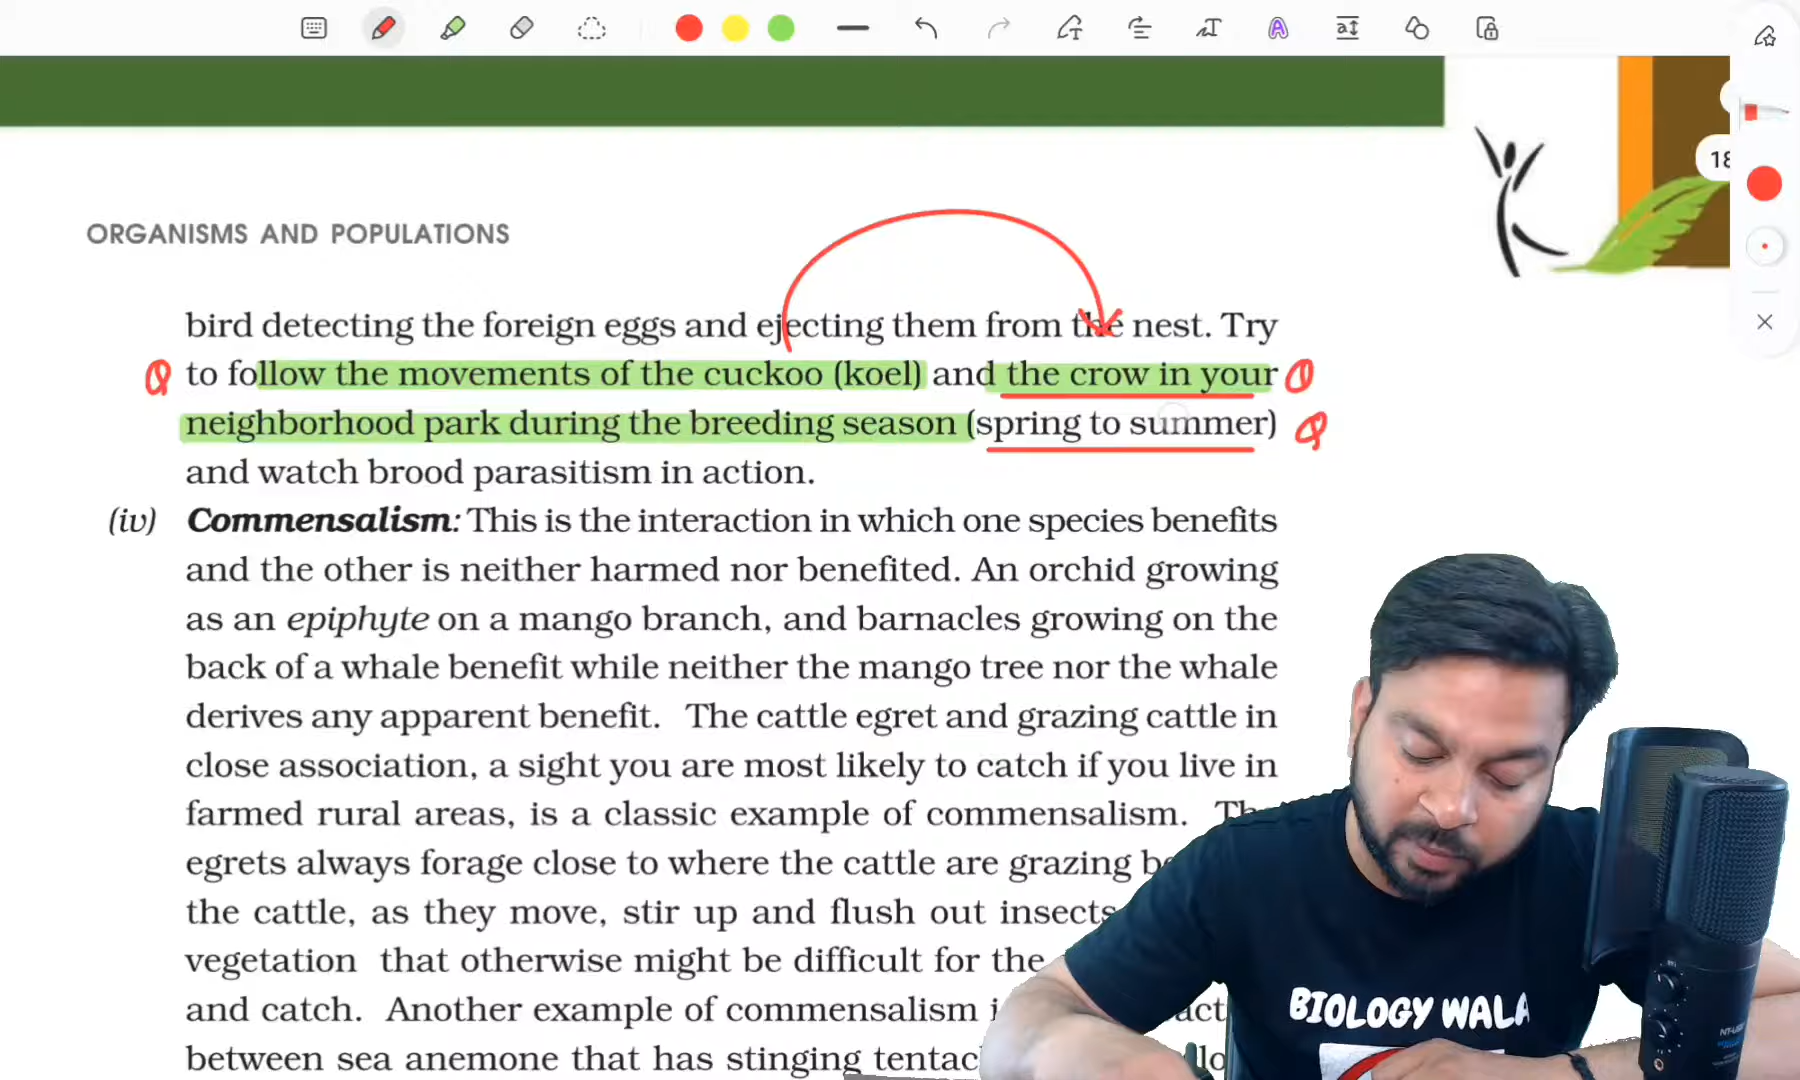 18
ORGANISMS AND POPULATIONS
bird detecting the foreign eggs and ejecting them from the nest. Try
Q to follow the movements of the cuckoo (koel) and the crow in your Q
neighborhood park during the breeding season (spring to summer) Q
and watch brood parasitism in action.
(iv) Commensalism: This is the interaction in which one species benefits
and the other is neither harmed nor benefited. An orchid growing
as an epiphyte on a mango branch, and barnacles growing on the
back of a whale benefit while neither the mango tree nor the whale
derives any apparent benefit. The cattle egret and grazing cattle in
close association, a sight you are most likely to catch if you live in
farmed rural areas, is a classic example of commensalism.
egrets always forage close to where the cattle are grazing
the cattle, as they move, stir up and flush out insects
vegetation that otherwise might be difficult for the
and catch. Another example of commensalism
between sea anemone that has stinging
BIOLOGY WALA